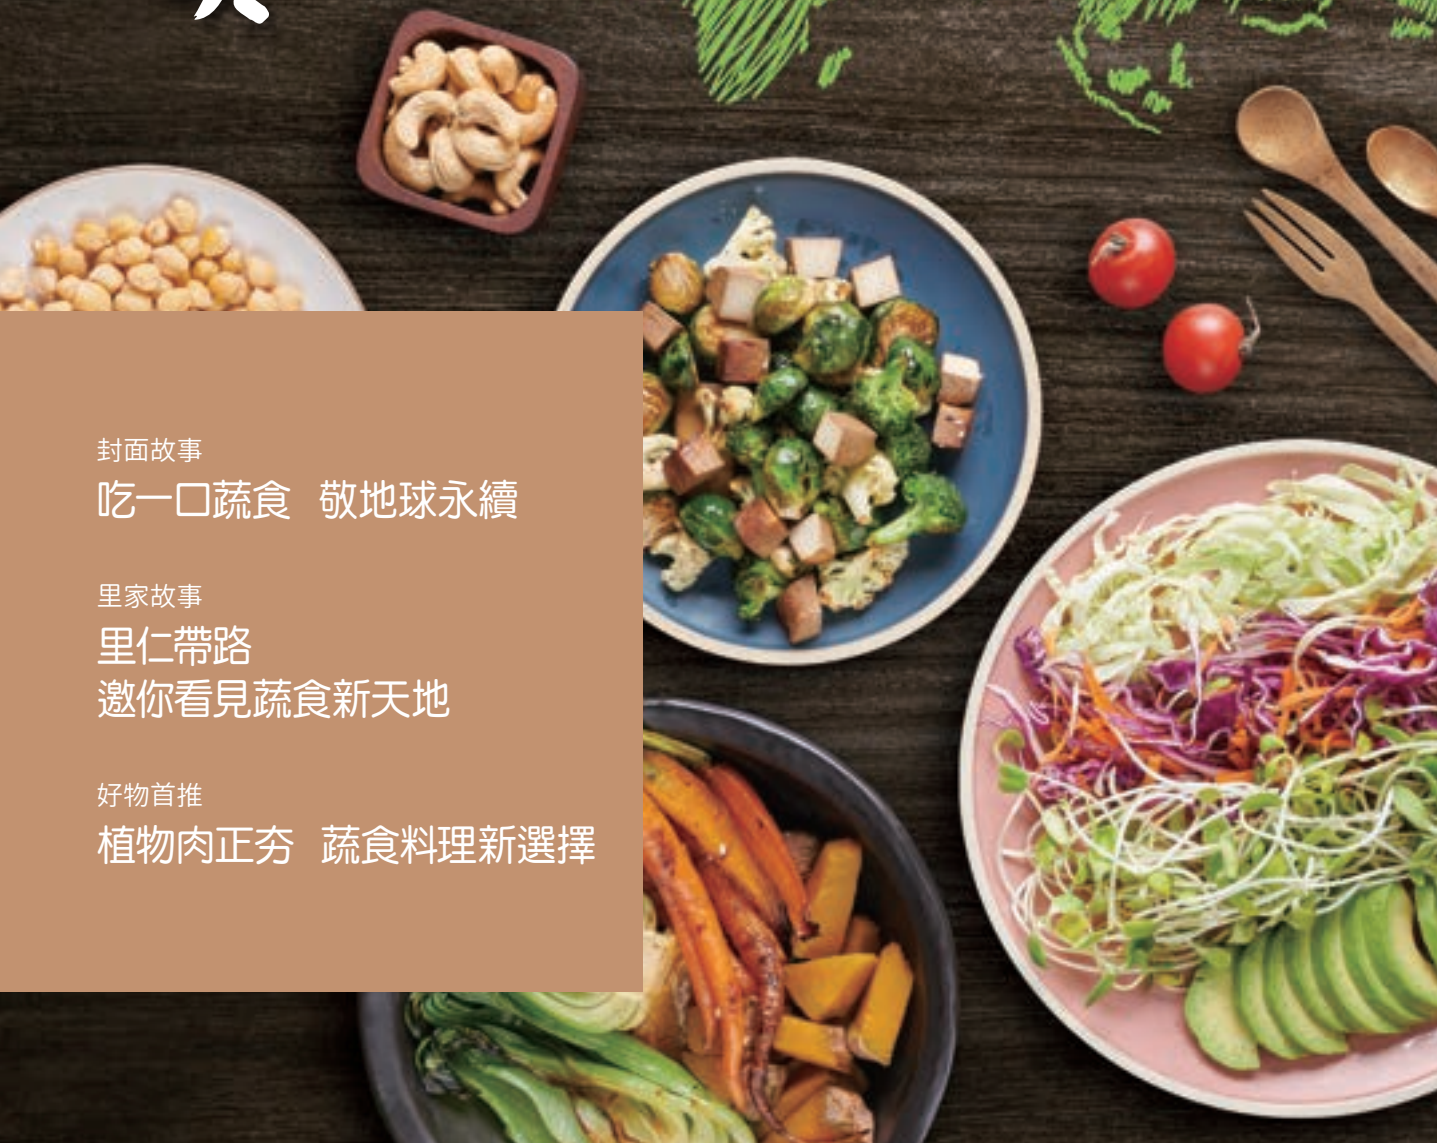 封面故事
吃一口蔬食 敬地球永續
里家故事
里仁帶路
邀你看見蔬食新天地
好物首推
植物肉正夯 蔬食料理新選擇